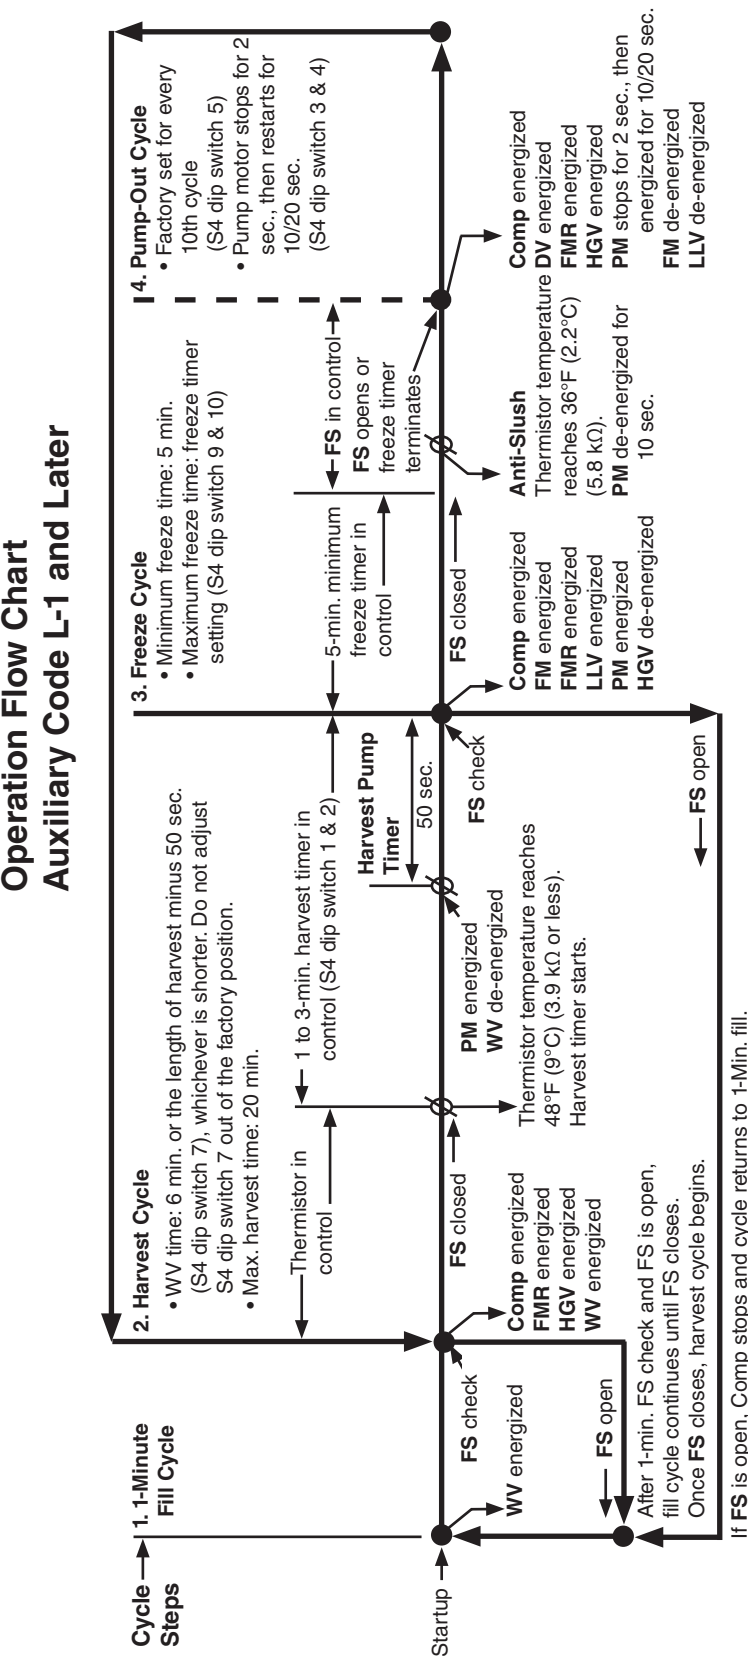 Operation Flow Chart
Auxiliary Code L-1 and Later
Cycle
Steps
1. 1-Minute
Fill Cycle
2. Harvest Cycle
• WV time: 6 min. or the length of harvest minus 50 sec.
(S4 dip switch 7), whichever is shorter. Do not adjust
S4 dip switch 7 out of the factory position.
• Max. harvest time: 20 min.
3. Freeze Cycle
• Minimum freeze time: 5 min.
• Maximum freeze time: freeze timer
setting (S4 dip switch 9 & 10)
4. Pump-Out Cycle
• Factory set for every
10th cycle
(S4 dip switch 5)
• Pump motor stops for 2
sec., then restarts for
10/20 sec.
(S4 dip switch 3 & 4)
Thermistor in
control
1 to 3-min. harvest timer in
control (S4 dip switch 1 & 2)
Harvest Pump
Timer
50 sec.
5-min. minimum
freeze timer in
control
FS in control
FS opens or
freeze timer
terminates
Startup
WV energized
FS check
Comp energized
FMR energized
HGV energized
WV energized
FS closed
Thermistor temperature reaches
48°F (9°C) (3.9 kΩ or less).
Harvest timer starts.
PM energized
WV de-energized
FS check
Comp energized
FM energized
FMR energized
LLV energized
PM energized
HGV de-energized
FS closed
Anti-Slush
Thermistor temperature
reaches 36°F (2.2°C)
(5.8 kΩ).
PM de-energized for
10 sec.
Comp energized
DV energized
FMR energized
HGV energized
PM stops for 2 sec., then
energized for 10/20 sec.
FM de-energized
LLV de-energized
FS open
After 1-min. FS check and FS is open,
fill cycle continues until FS closes.
Once FS closes, harvest cycle begins.
FS open
If FS is open, Comp stops and cycle returns to 1-Min. fill.